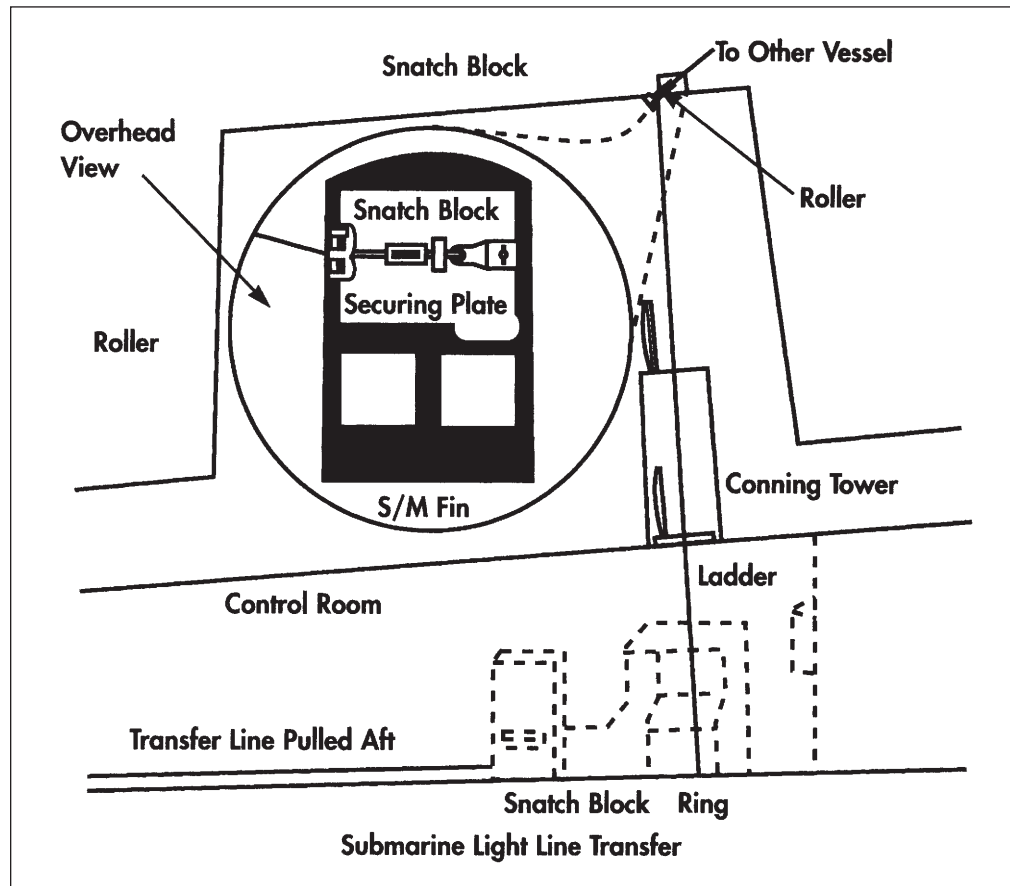 To Other Vessel
Snatch Block
Overhead
View
Roller
Snatch Block
Securing Plate
Roller
Conning Tower
S/M Fin
Ladder
Control Room
Transfer Line Pulled Aft
Snatch Block Ring
Submarine Light Line Transfer